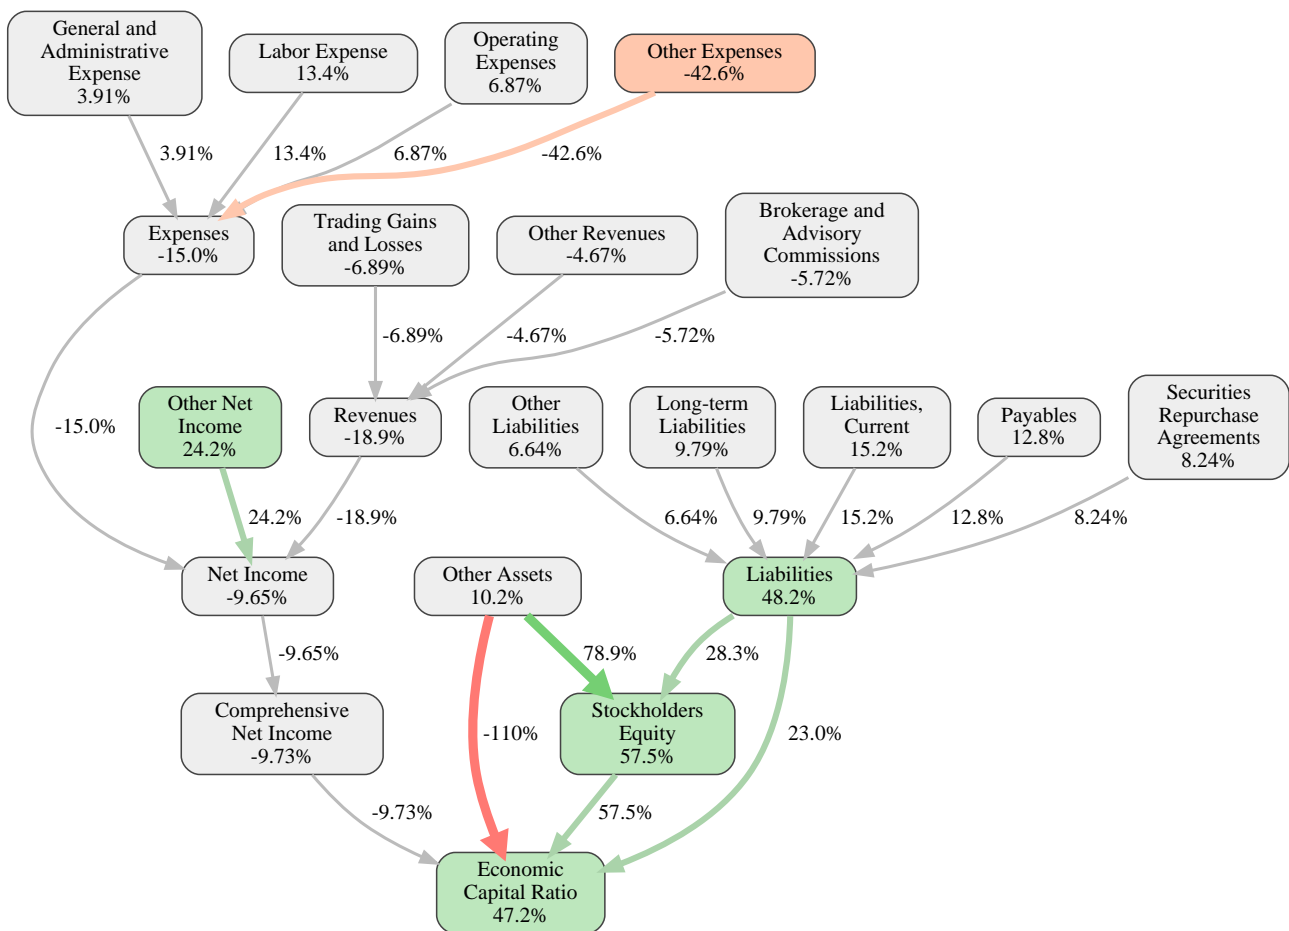 General and
Administrative
Expense
3.91%
Labor Expense
13.4%
Operating
Expenses
6.87%
Other Expenses
-42.6%
3.91%
13.4%
6.87%
-42.6%
Expenses
-15.0%
Trading Gains
and Losses
-6.89%
Other Revenues
-4.67%
Brokerage and
Advisory
Commissions
-5.72%
-6.89%
-4.67%
-5.72%
-15.0%
Other Net
Income
24.2%
Revenues
-18.9%
Other
Liabilities
6.64%
Long-term
Liabilities
9.79%
Liabilities,
Current
15.2%
Payables
12.8%
Securities
Repurchase
Agreements
8.24%
24.2%
-18.9%
6.64%
9.79%
15.2%
12.8%
8.24%
Net Income
-9.65%
Other Assets
10.2%
Liabilities
48.2%
-9.65%
78.9%
28.3%
Comprehensive
Net Income
-9.73%
-110%
Stockholders
Equity
57.5%
23.0%
-9.73%
57.5%
Economic
Capital Ratio
47.2%